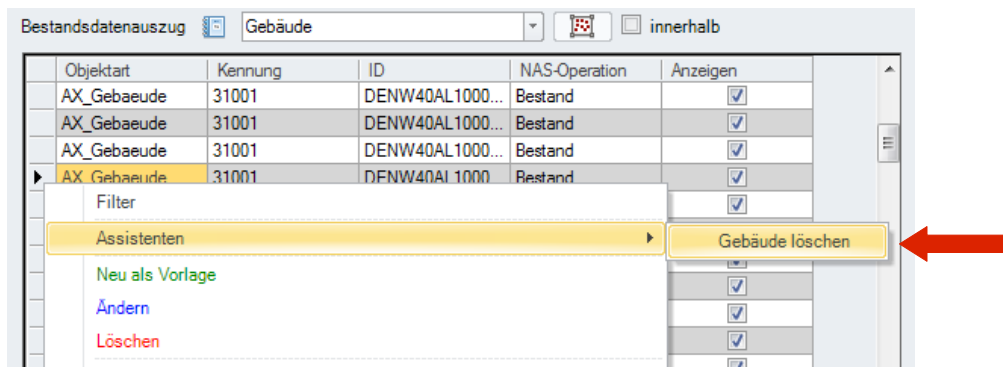 Bestandsdatenauszug Gebäude innerhalb
Objektart Kennung ID NAS-Operation Anzeigen
AX_Gebaeude 31001 DENW40AL1000... Bestand
AX_Gebaeude 31001 DENW40AL1000... Bestand
AX_Gebaeude 31001 DENW40AL1000... Bestand
AX_Gebaeude 31001 DENW40AL1000... Bestand
Filter
Assistenten Gebäude löschen
Neu als Vorlage
Ändern
Löschen